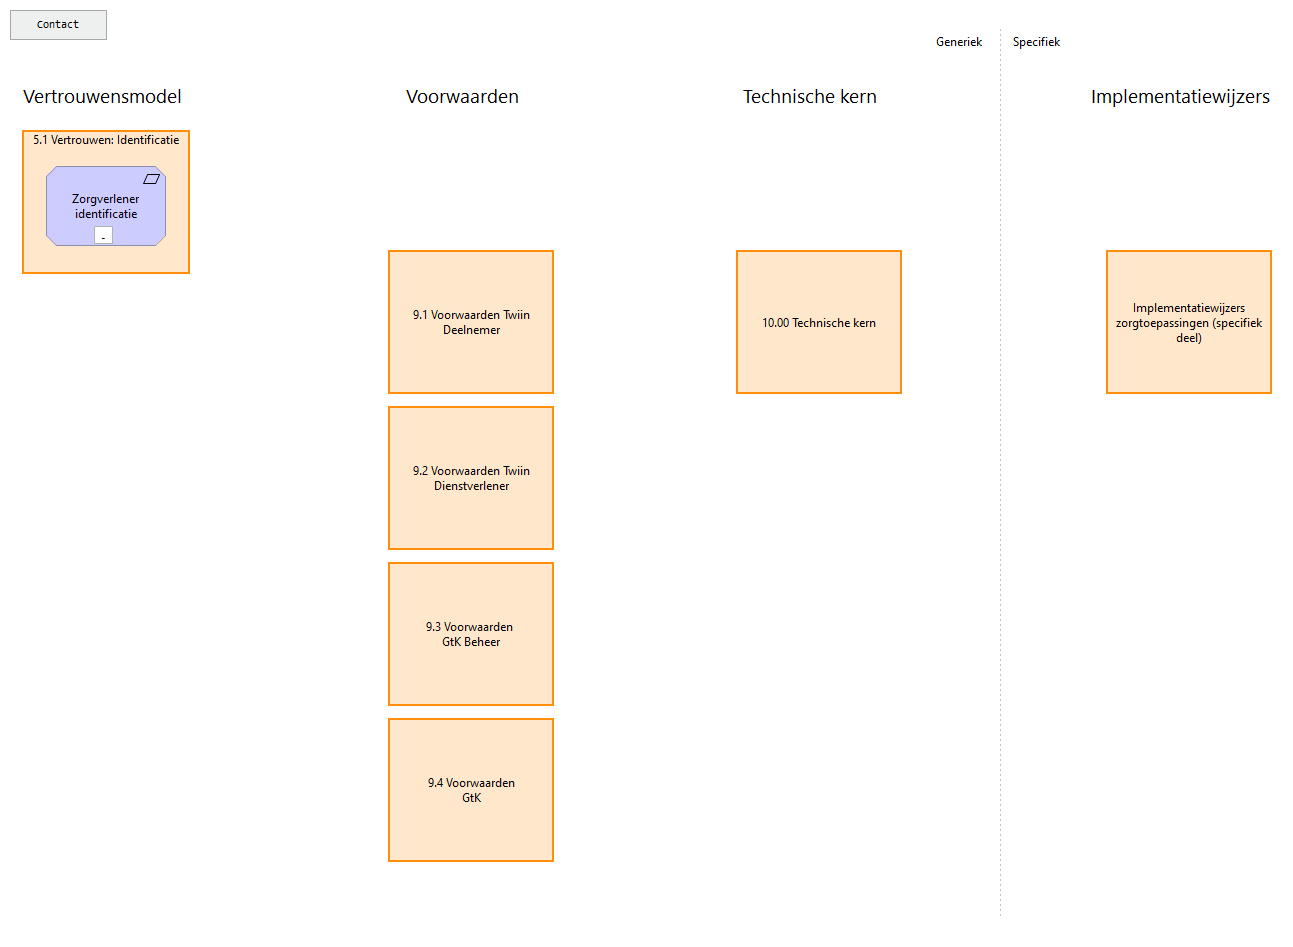 Contact
Generiek
Specifiek
Vertrouwensmodel
Voorwaarden
Technische kern
Implementatiewijzers
5.1 Vertrouwen: Identificatie
Zorgverlener
identificatie
-
9.1 Voorwaarden Twiin
Deelnemer
10.00 Technische kern
Implementatiewijzers
zorgtoepassingen (specifiek
deel)
9.2 Voorwaarden Twiin
Dienstverlener
9.3 Voorwaarden
GtK Beheer
9.4 Voorwaarden
GtK